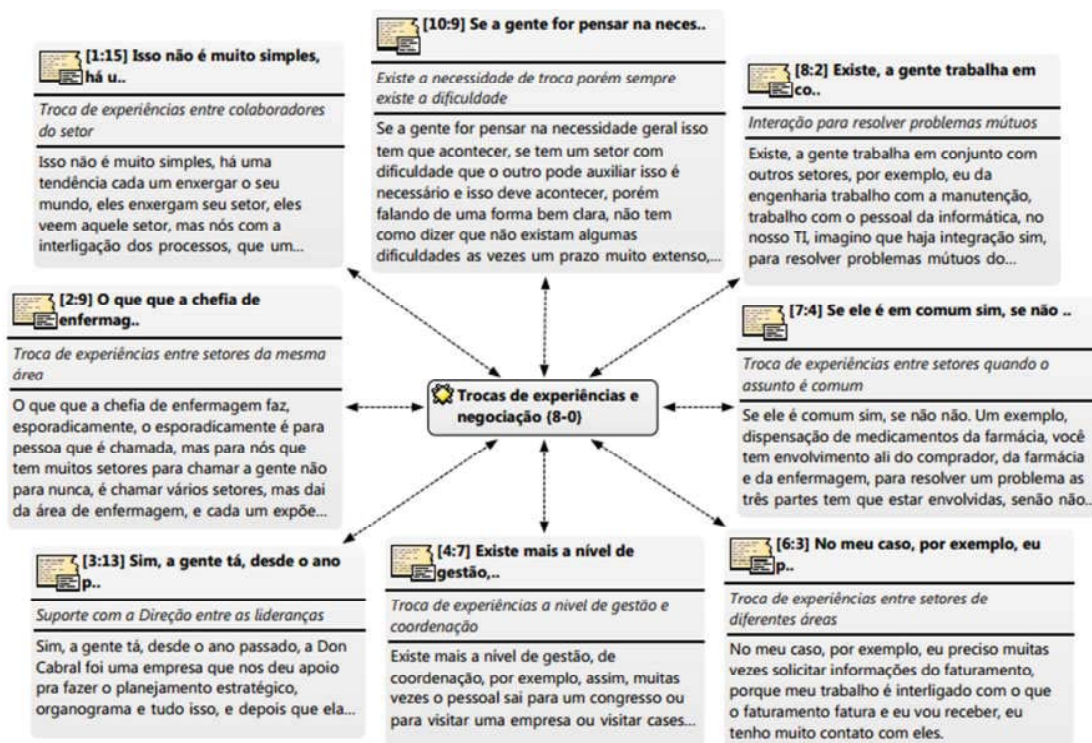 [1:15] Isso não é muito simples,
há u..
Troca de experiências entre colaboradores
do setor
Isso não é muito simples, há uma
tendência cada um enxergar o seu
mundo, eles enxergam seu setor, eles
veem aquele setor, mas nós com a
interligação dos processos, que um...
[10:9] Se a gente for pensar na neces..
Existe a necessidade de troca porém sempre
existe a dificuldade
Se a gente for pensar na necessidade geral isso
tem que acontecer, se tem um setor com
dificuldade que o outro pode auxiliar isso é
necessário e isso deve acontecer, porém
falando de uma forma bem clara, não tem
como dizer que não existam algumas
dificuldades as vezes um prazo muito extenso,...
[8:2] Existe, a gente trabalha em
co..
Interação para resolver problemas mútuos
Existe, a gente trabalha em conjunto com
outros setores, por exemplo, eu da
engenharia trabalho com a manutenção,
trabalho com o pessoal da informática, no
nosso TI, imagino que haja integração sim,
para resolver problemas mútuos do...
[2:9] O que que a chefia de
enfermag..
Troca de experiências entre setores da mesma
área
O que que a chefia de enfermagem faz,
esporadicamente, o esporadicamente é para
pessoa que é chamada, mas para nós que
tem muitos setores para chamar a gente não
para nunca, é chamar vários setores, mas dai
da área de enfermagem, e cada um expõe...
Trocas de experiências e
negociação {8-0}
[7:4] Se ele é em comum sim, se não ..
Troca de experiências entre setores quando o
assunto é comum
Se ele é comum sim, se não não. Um exemplo,
dispensação de medicamentos da farmácia, você
tem envolvimento ali do comprador, da farmácia
e da enfermagem, para resolver um problema as
três partes tem que estar envolvidas, senão não..
[3:13] Sim, a gente tá, desde o ano
p..
Suporte com a Direção entre as lideranças
Sim, a gente tá, desde o ano passado, a Don
Cabral foi uma empresa que nos deu apoio
pra fazer o planejamento estratégico,
organograma e tudo isso, e depois que ela...
[4:7] Existe mais a nível de
gestão,..
Troca de experiências a nivel de gestão e
coordenação
Existe mais a nível de gestão, de
coordenação, por exemplo, assim, muitas
vezes o pessoal sai para um congresso ou
para visitar uma empresa ou visitar cases...
[6:3] No meu caso, por exemplo, eu
p..
Troca de experiências entre setores de
diferentes áreas
No meu caso, por exemplo, eu preciso muitas
vezes solicitar informações do faturamento,
porque meu trabalho é interligado com o que
o faturamento fatura e eu vou receber, eu
tenho muito contato com eles.